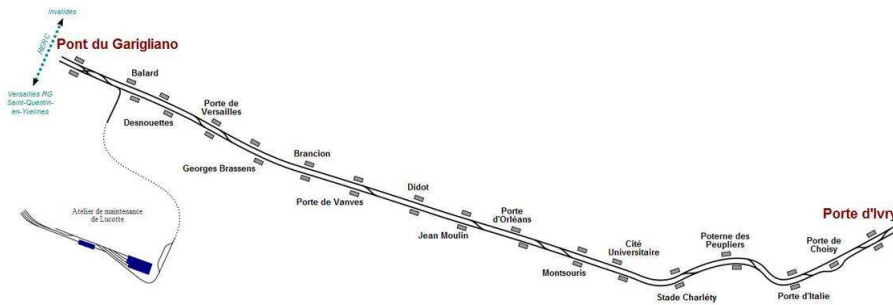 Invalides
RER C
Pont du Garigliano
Versailles RG
Saint-Quentin-
en-Yvelines
Balard
Desnouettes
Porte de
Versailles
Georges Brassens
Brancion
Porte de Vanves
Didot
Jean Moulin
Porte
d'Orléans
Montsouris
Cité
Universitaire
Stade Charléty
Poterne des
Peupliers
Porte d'Italie
Porte de
Choisy
Porte d'Ivry
Atelier de maintenance
de Lucotte